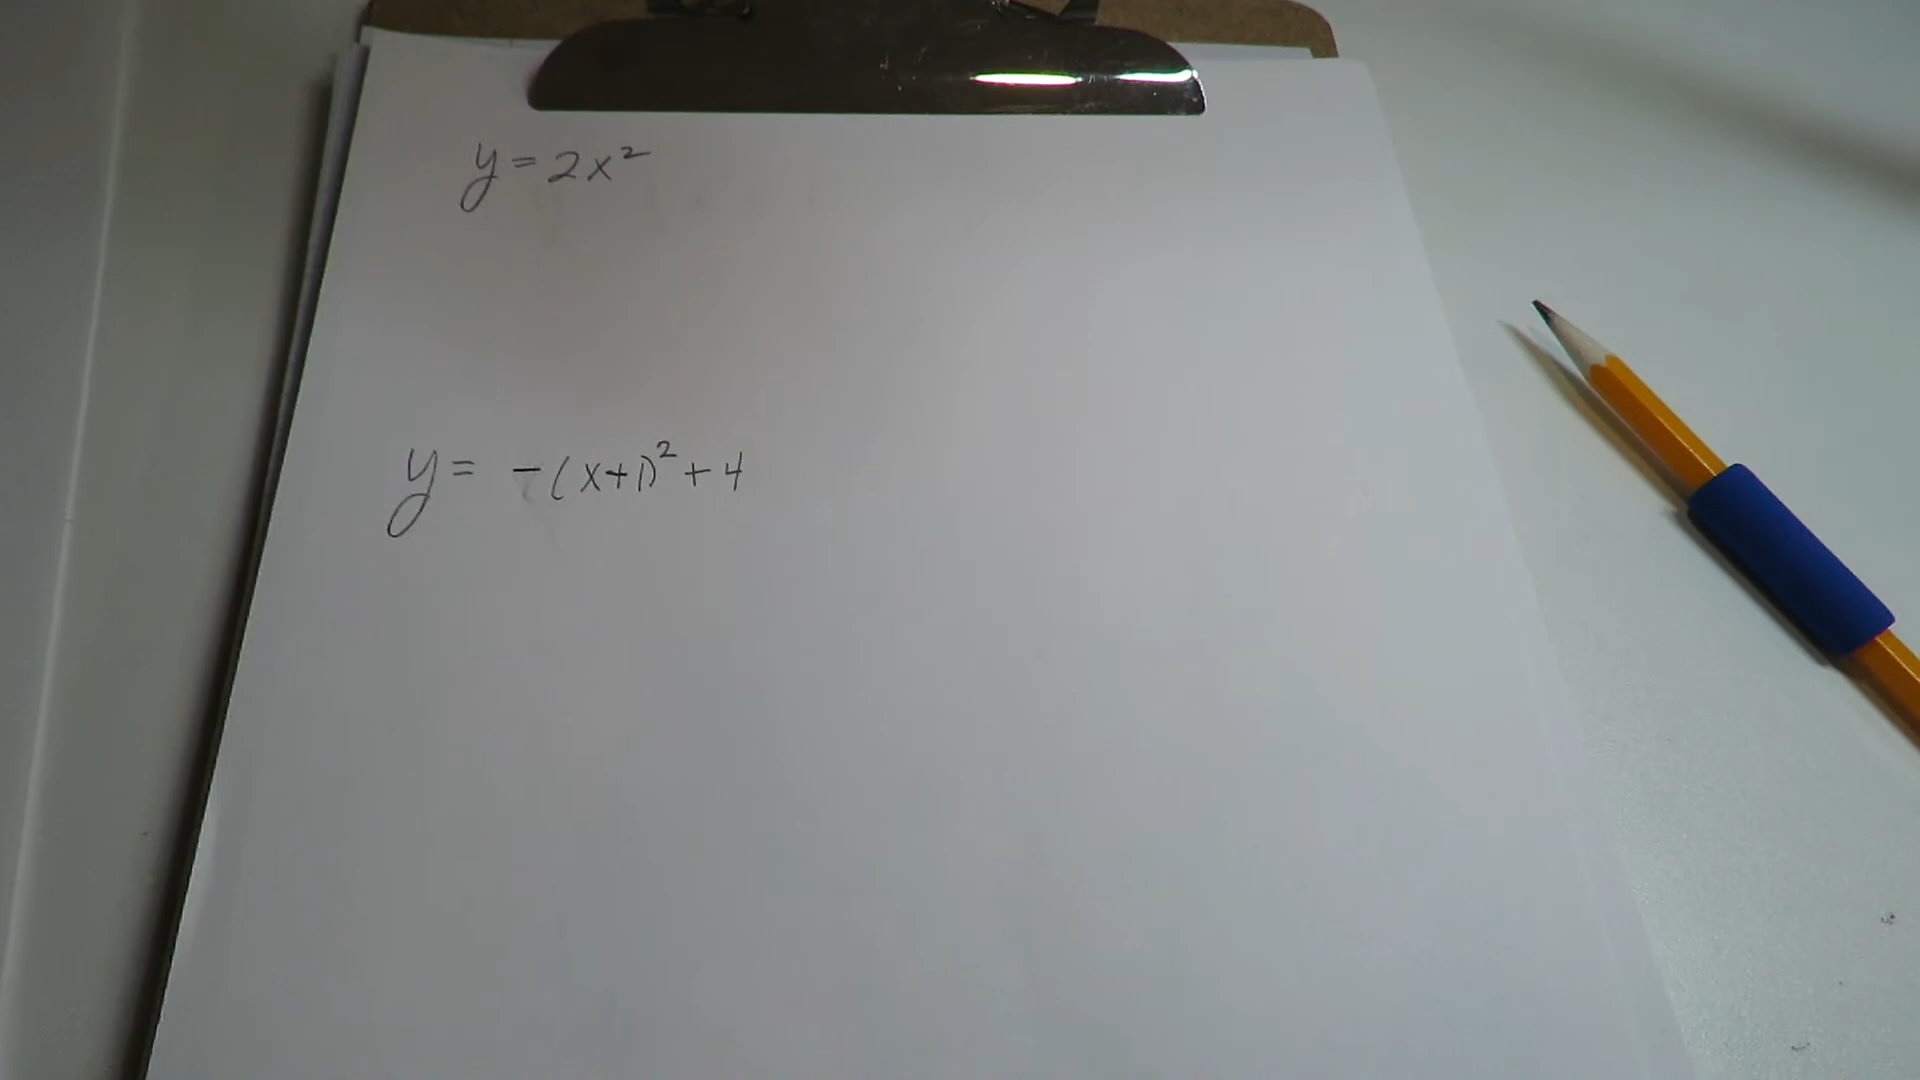 y = 2x²
y = -(x+1)² + 4